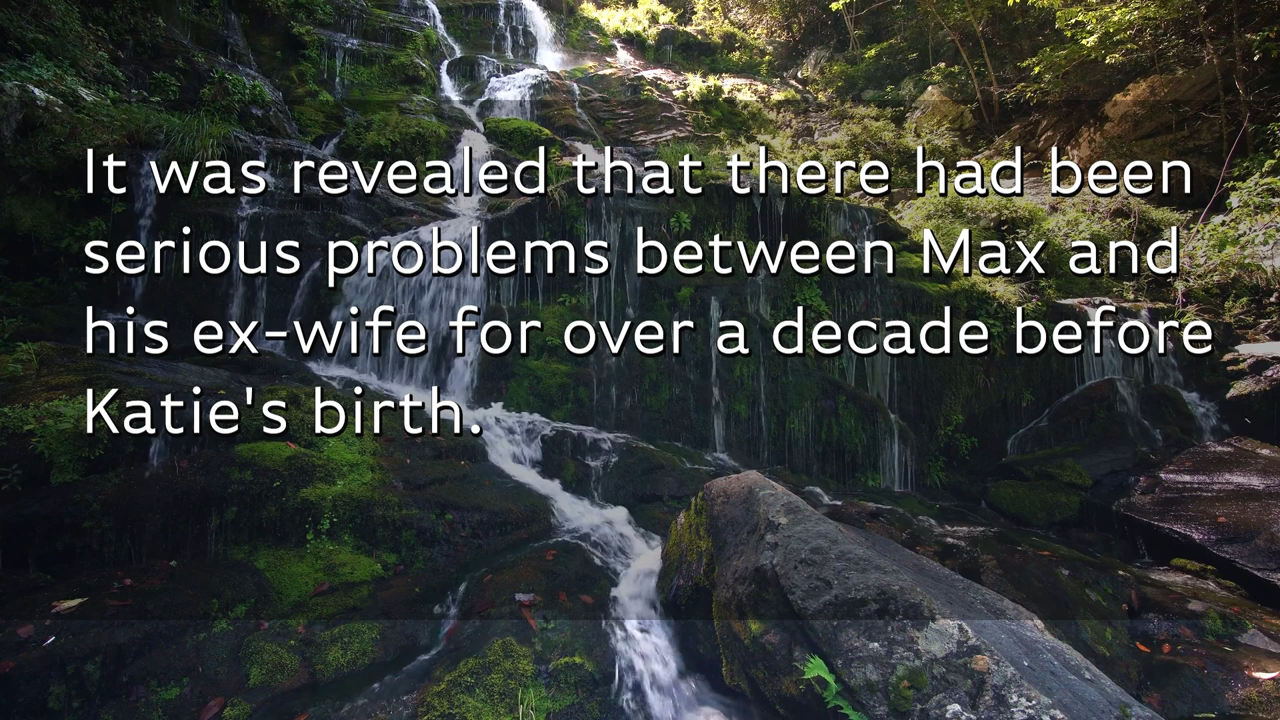 It was revealed that there had been
serious problems between Max and
his ex-wife for over a decade before
Katie's birth.